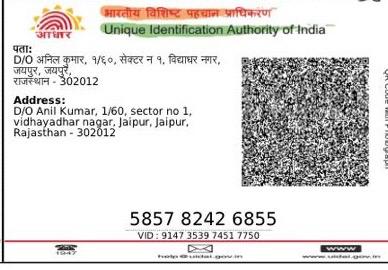 भारतीय विशिष्ट पहचान प्राधिकरण
Unique Identification Authority of India
आधार
पता:
D/O अनिल कुमार, १/६०, सेक्टर न १, विद्याधर नगर,
जयपुर, जयपुर,
राजस्थान - 302012
Address:
D/O Anil Kumar, 1/60, sector no 1,
vidhayadhar nagar, Jaipur, Jaipur,
Rajasthan - 302012
5857 8242 6855
VID : 9147 3539 7451 7750
1947
help@uidai.gov.in
www
www.uidai.gov.in